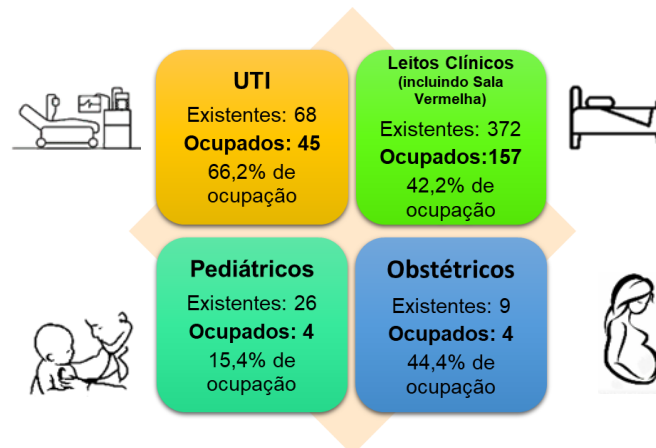 UTI
Existentes: 68
Ocupados: 45
66,2% de
ocupação
Leitos Clínicos
(incluindo Sala
Vermelha)
Existentes: 372
Ocupados:157
42,2% de
ocupação
Pediátricos
Existentes: 26
Ocupados: 4
15,4% de
ocupação
Obstétricos
Existentes: 9
Ocupados: 4
44,4% de
ocupação